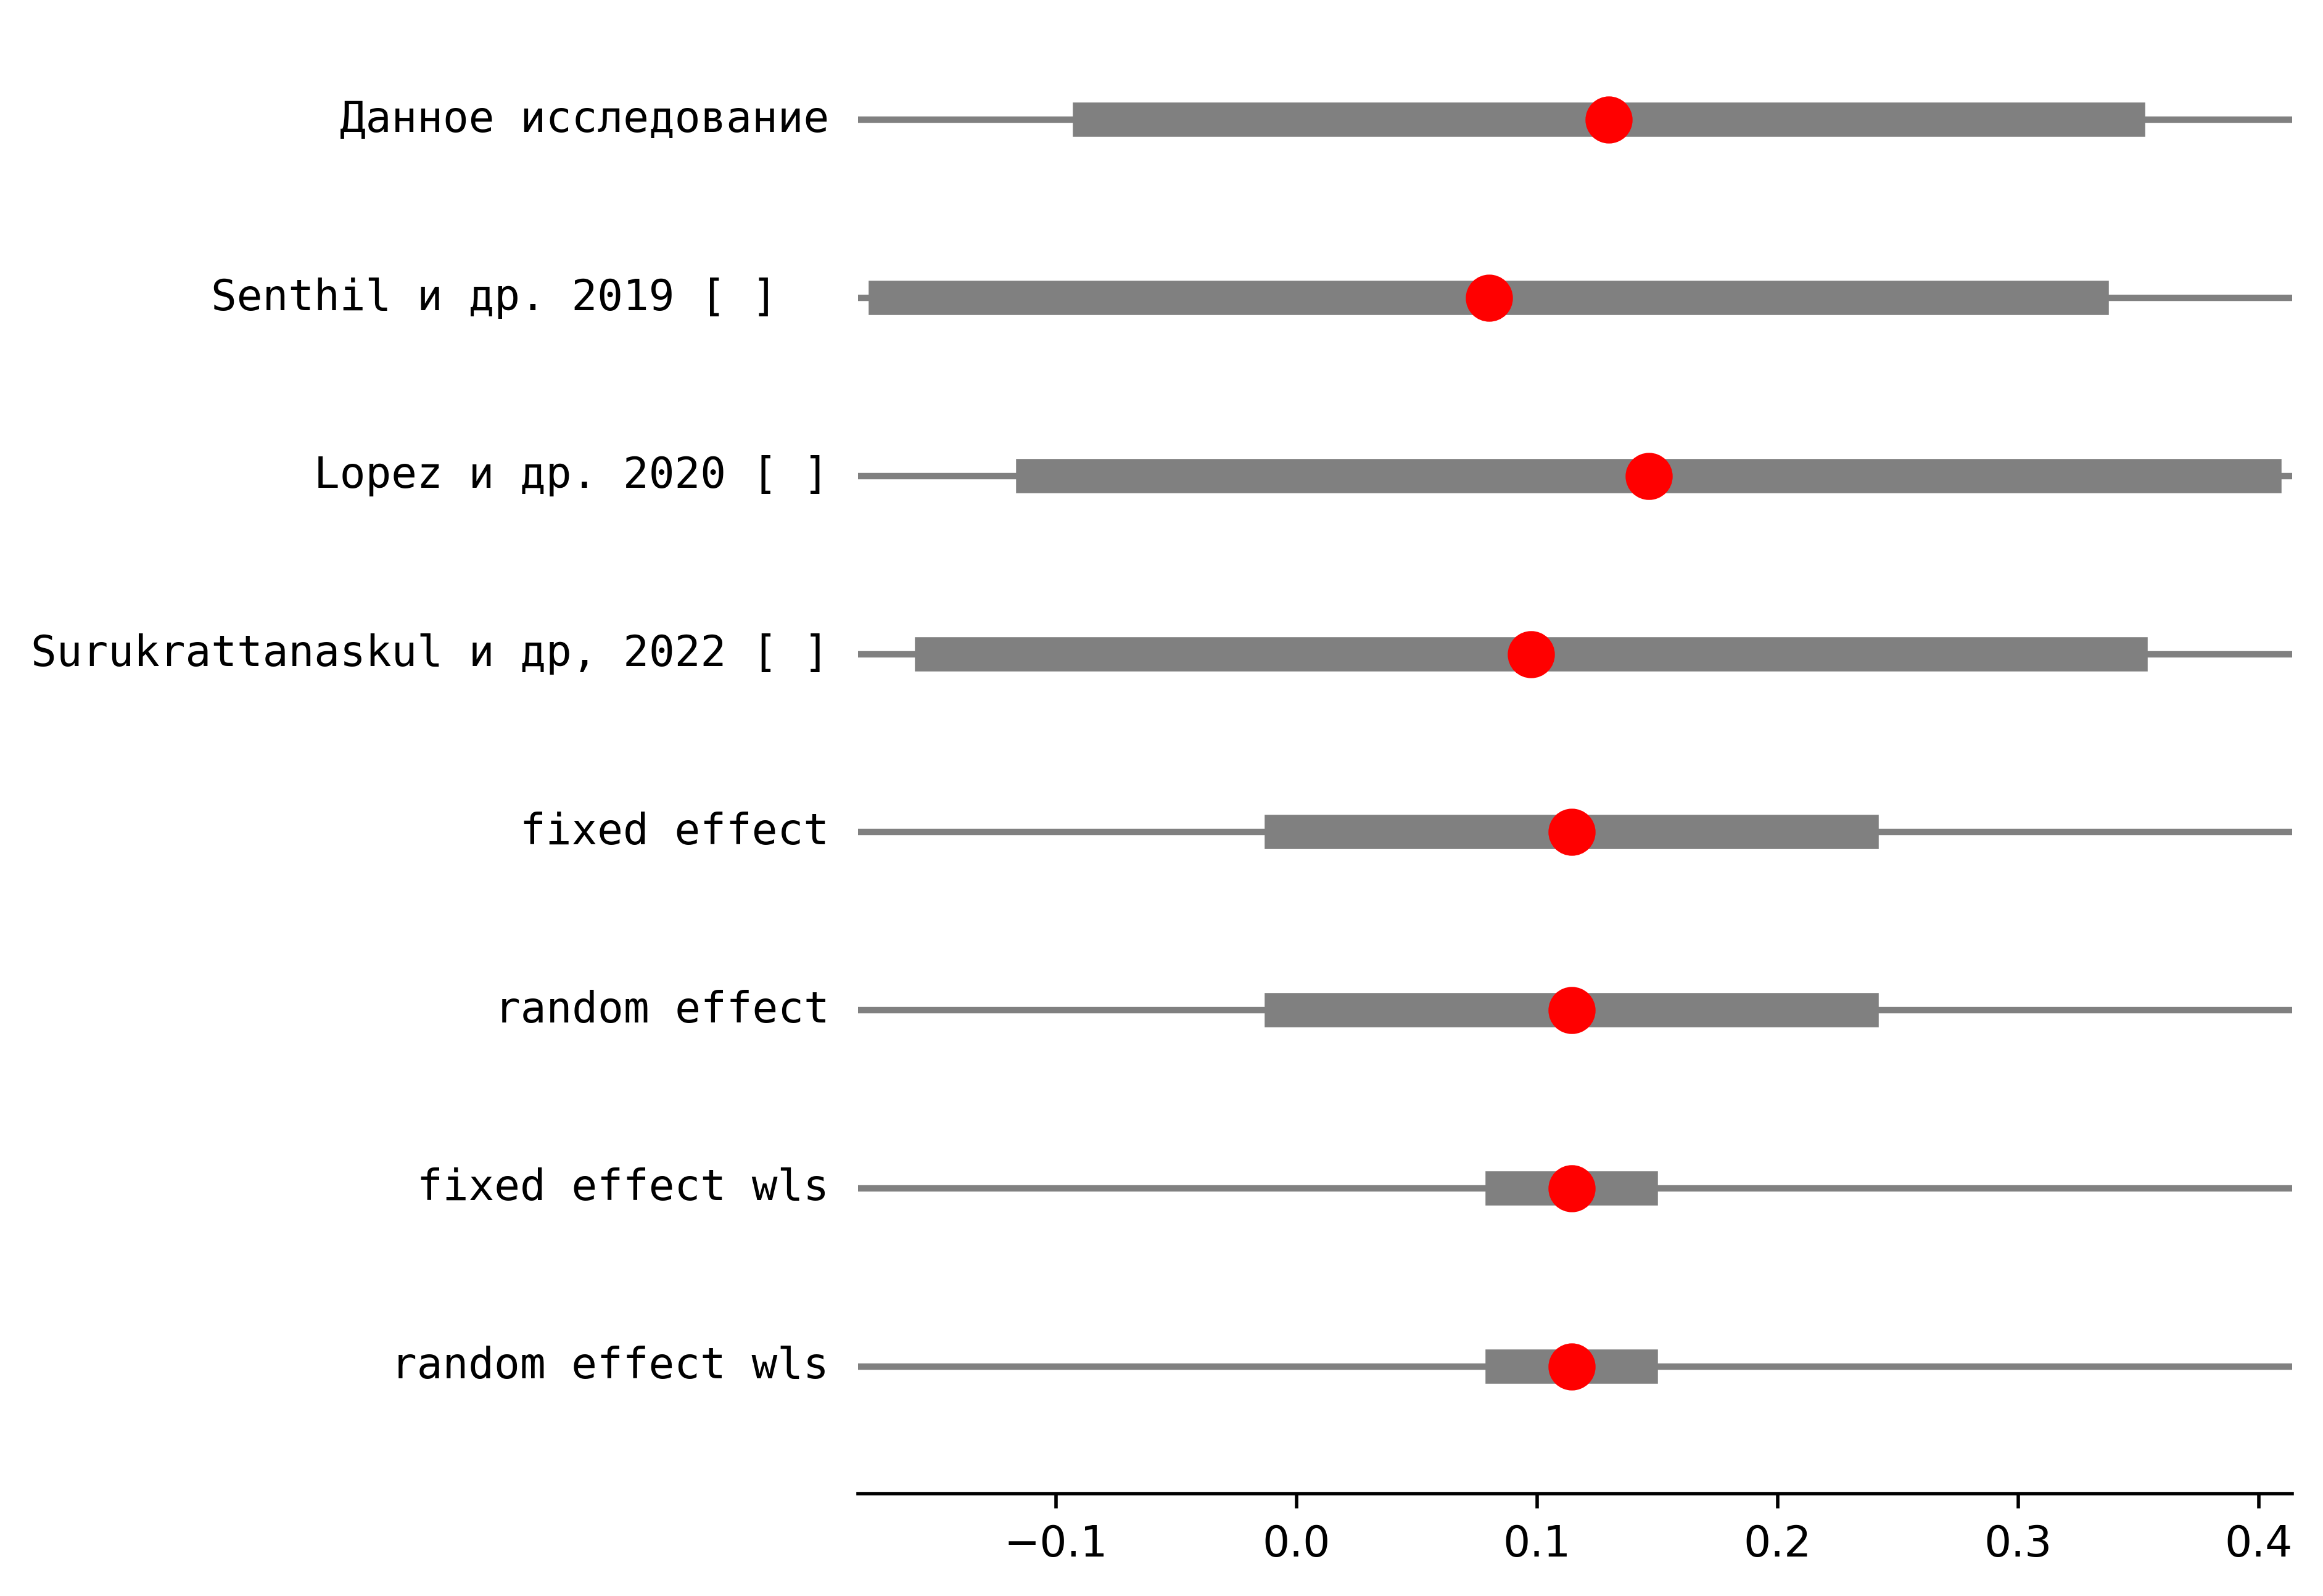 Данное исследование
Senthil и др. 2019 [ ]
Lopez и др. 2020 [ ]
Surukrattanaskul и др, 2022 [ ]
fixed effect
random effect
fixed effect wls
random effect wls
−0.1 0.0 0.1 0.2 0.3 0.4